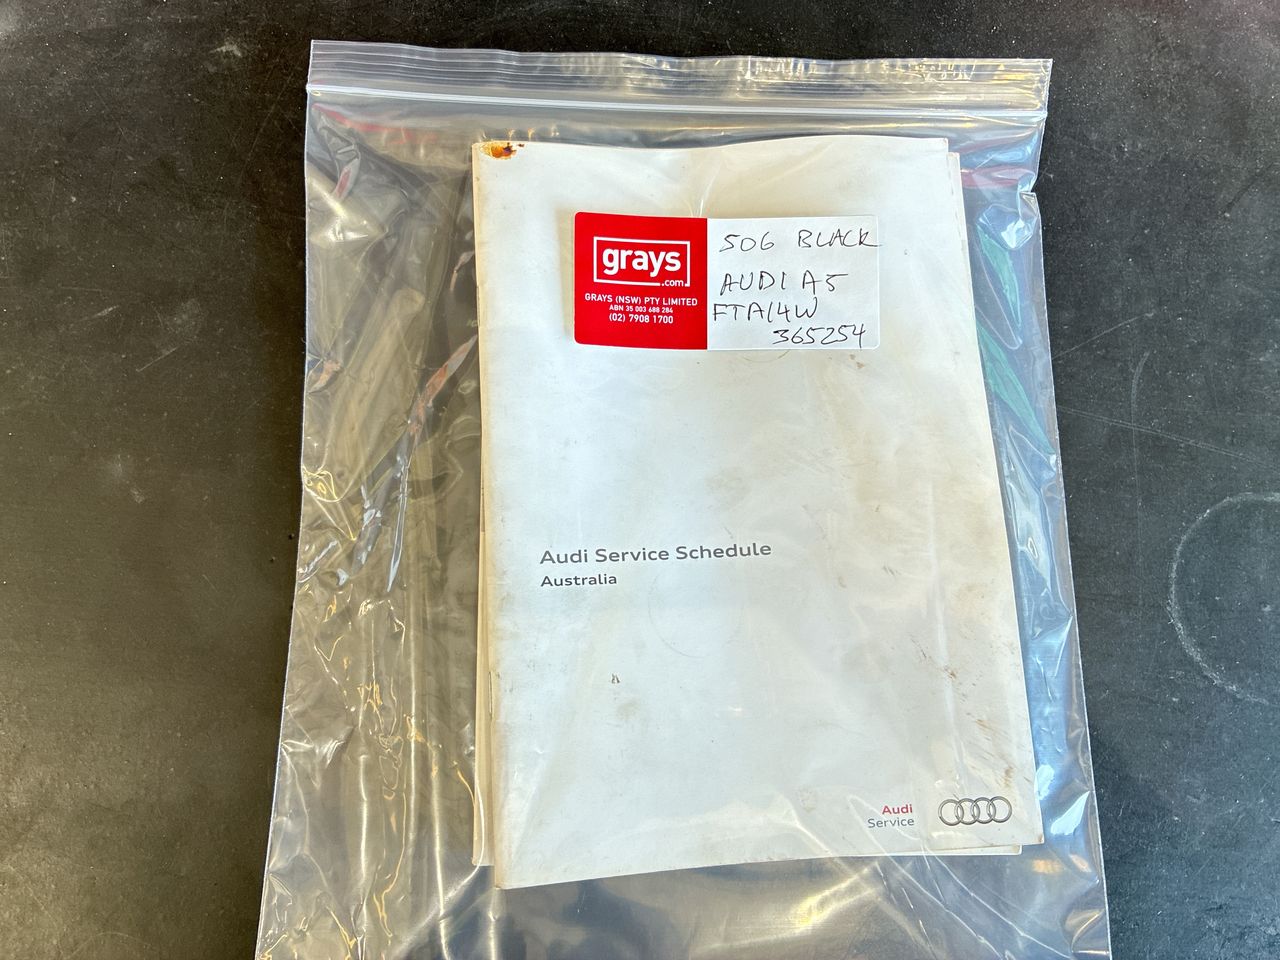 grays
.com
GRAYS (NSW) PTY LIMITED
ABN 35 003 688 284
(02) 7908 1700
506 BLACK
AUDI A5
FTA14W
365254
Audi Service Schedule
Australia
Audi
Service